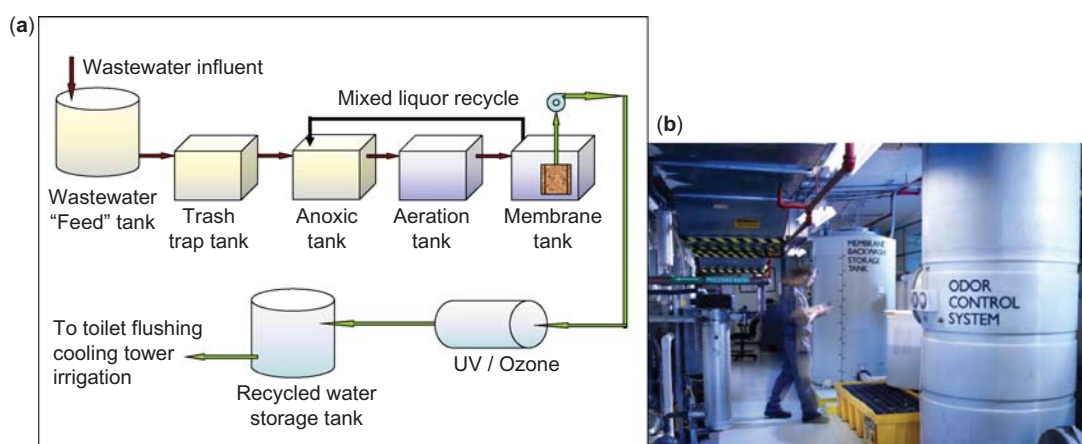 (a)
Wastewater influent
Mixed liquor recycle
Wastewater
“Feed” tank
Trash
trap tank
Anoxic
tank
Aeration
tank
Membrane
tank
To toilet flushing
cooling tower
irrigation
Recycled water
storage tank
UV / Ozone
(b)
MEMBRANE
BACKWASH
STORAGE
TANK
ODOR
CONTROL
SYSTEM